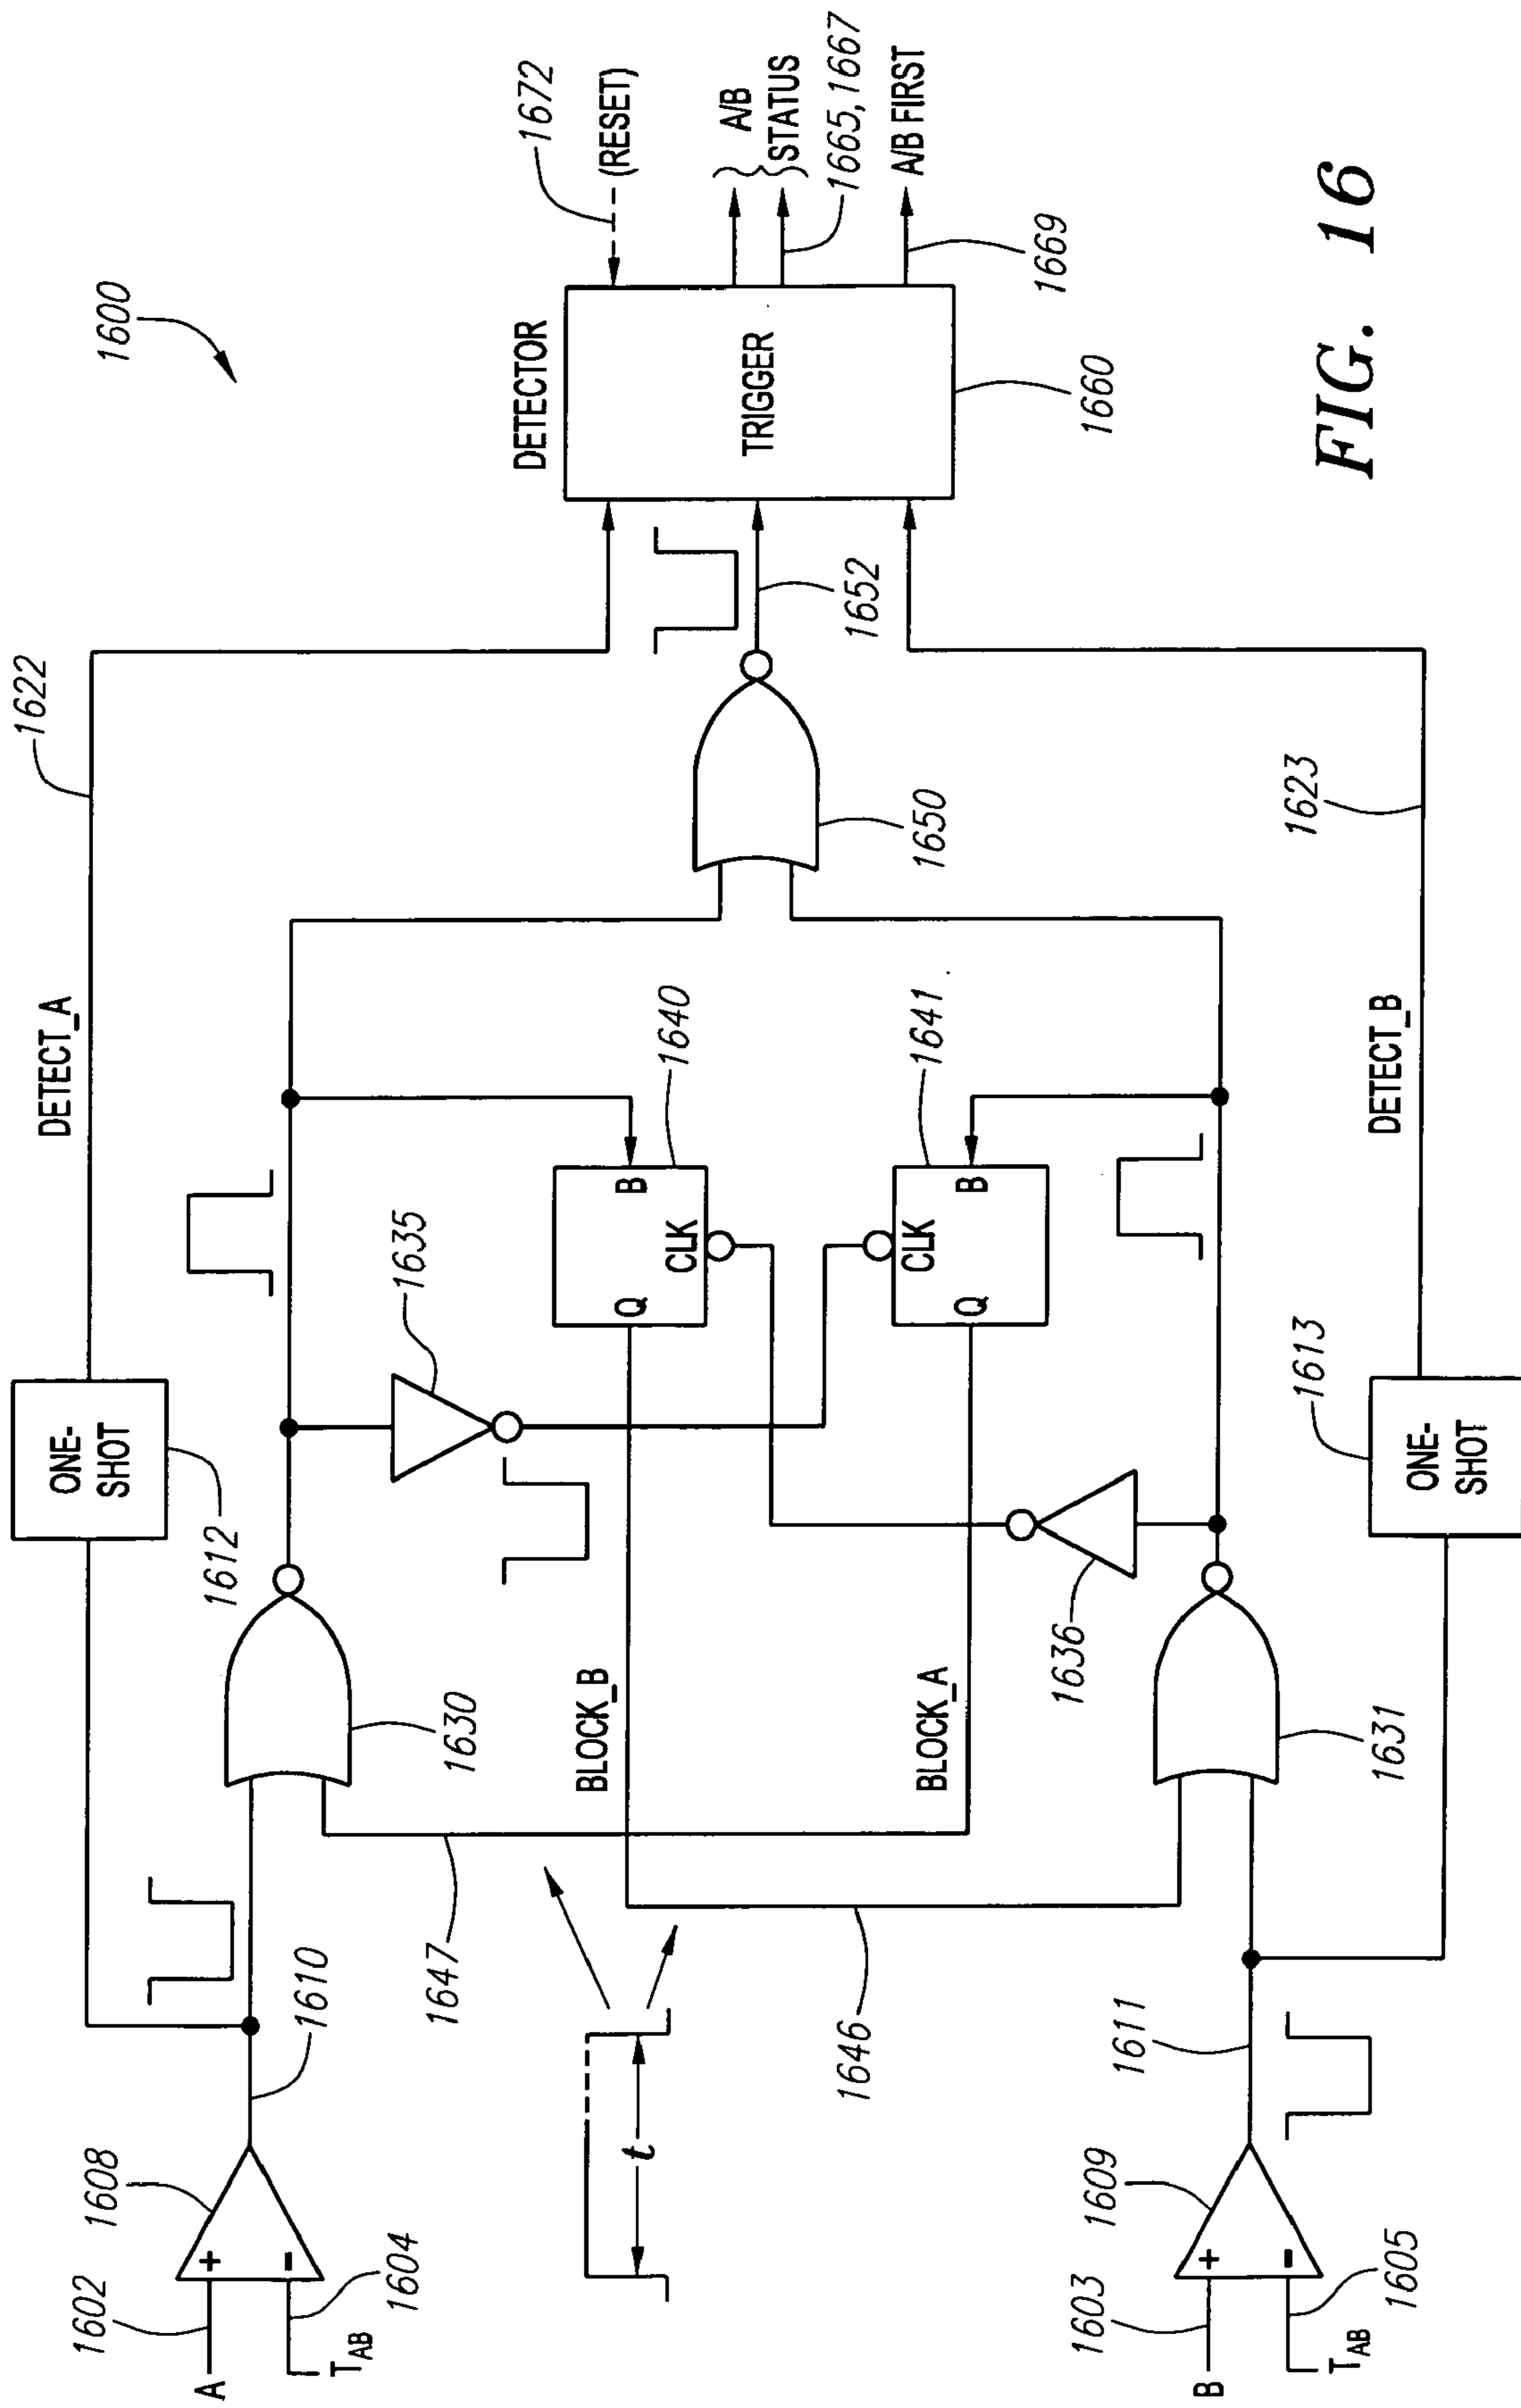 1600
1622
DETECT_A
ONE-
SHOT
1612
1610
1608
+
-
1602
A
1604
TAB
1630
1635
1647
BLOCK_B
BLOCK_A
1646
t
Q
B
CLK
1640
Q
B
CLK
1641
1636
1631
1650
1652
DETECTOR
TRIGGER
1660
1672
(RESET)
A/B
STATUS
1665, 1667
A/B FIRST
1669
1611
1609
+
-
1603
B
1605
TAB
1613
ONE-
SHOT
DETECT_B
1623
FIG. 16